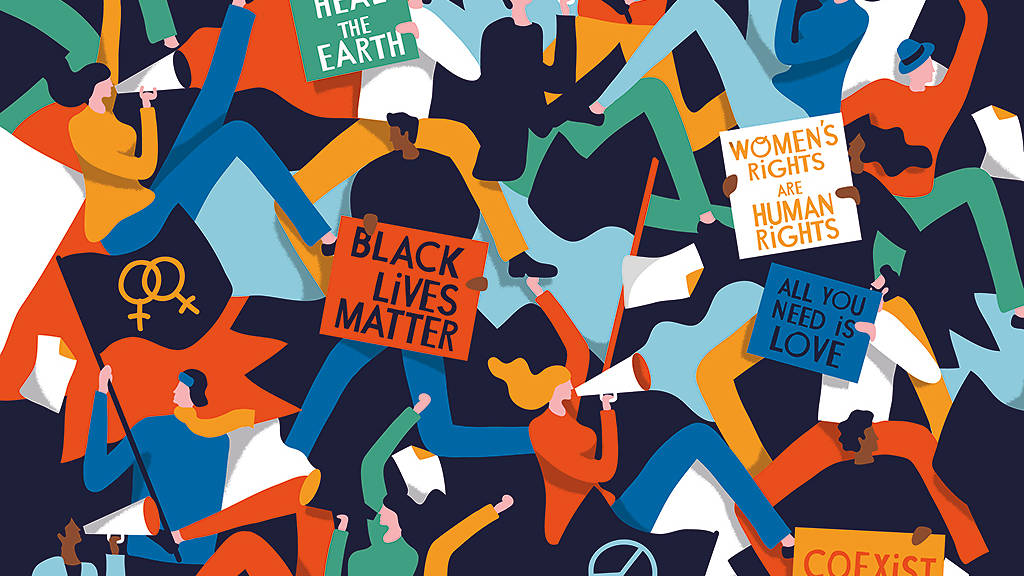 HEAL
THE
EARTH
WOMEN'S
RiGHTS
ARE
HUMAN
RiGHTS
BLACK
LiVES
MATTER
ALL YOU
NEED iS
LOVE
COEXiST